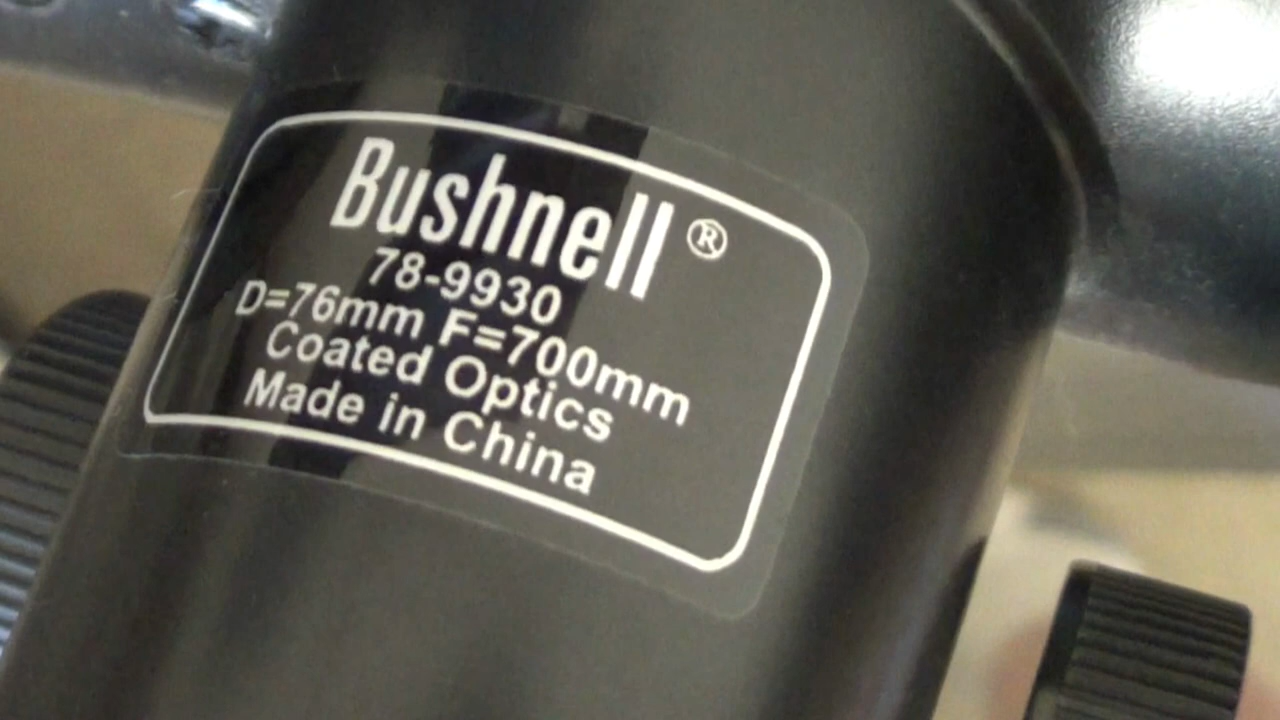 Bushnell®
78-9930
D=76mm F=700mm
Coated Optics
Made in China